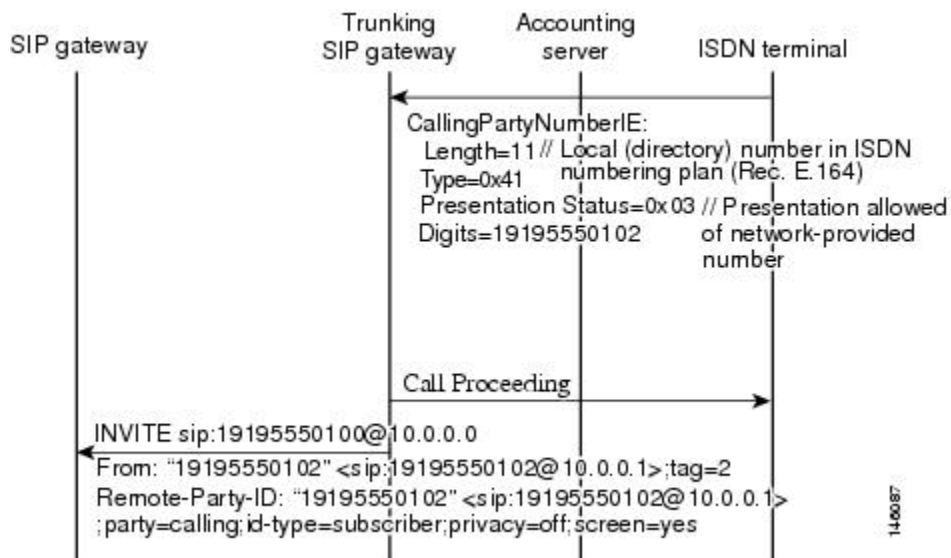 SIP gateway
Trunking
SIP gateway
Accounting
server
ISDN terminal
CallingPartyNumberIE:
Length=11 // Local (directory) number in ISDN
numbering plan (Rec. E.164)
Type=0x41
Presentation Status=0x03 // Presentation allowed
of network-provided
number
Digits=19195550102
Call Proceeding
INVITE sip:19195550100@10.0.0.0
From: “19195550102” <sip:19195550102@10.0.0.1>;tag=2
Remote-Party-ID: “19195550102” <sip:19195550102@10.0.0.1>
;party=calling;id-type=subscriber;privacy=off;screen=yes
146087